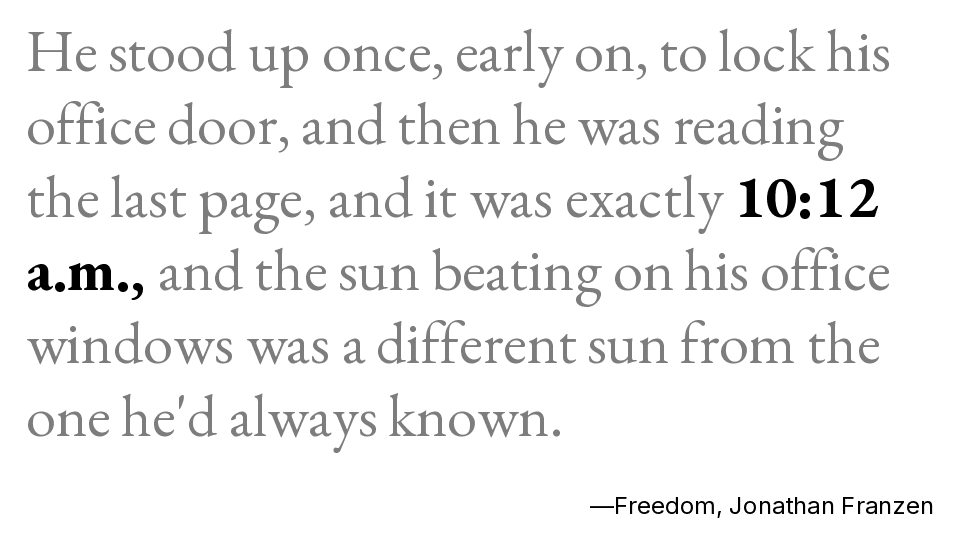 He stood up once, early on, to lock his
office door, and then he was reading
the last page, and it was exactly 10:12
a.m., and the sun beating on his office
windows was a different sun from the
one he'd always known.
—Freedom, Jonathan Franzen